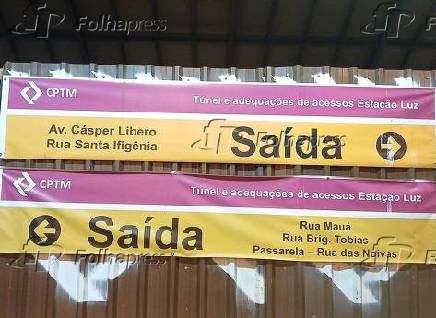 Folhapress
CPTM
Túnel e adequações de acessos Estação Luz
Av. Cásper Líbero
Rua Santa Ifigênia
Saída
CPTM
Túnel e adequações de acessos Estação Luz
Saída
Rua Mauá
Rua Brig. Tobias
Passarela – Rua das Noivas
Folhapress
Folhapress
Folhapress